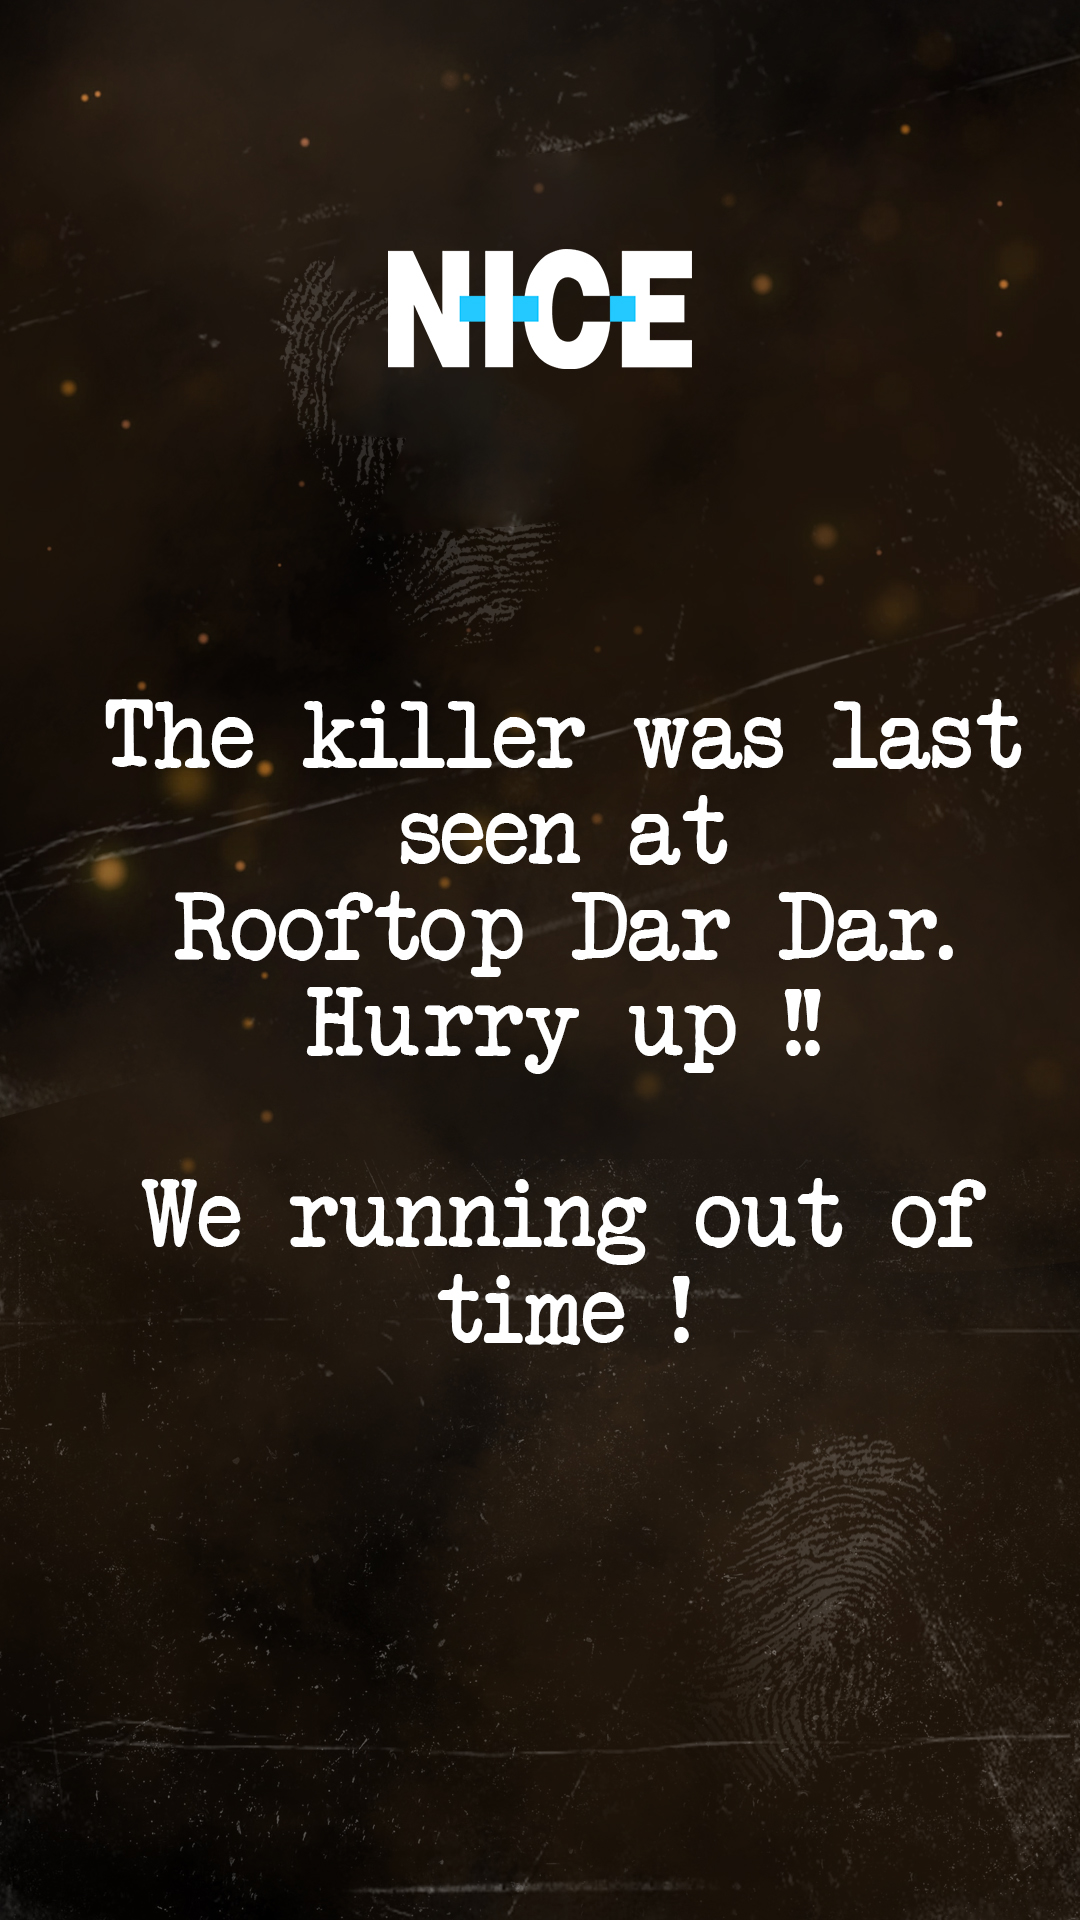 NICE
The killer was last
seen at
Rooftop Dar Dar.
Hurry up !!
We running out of
time !